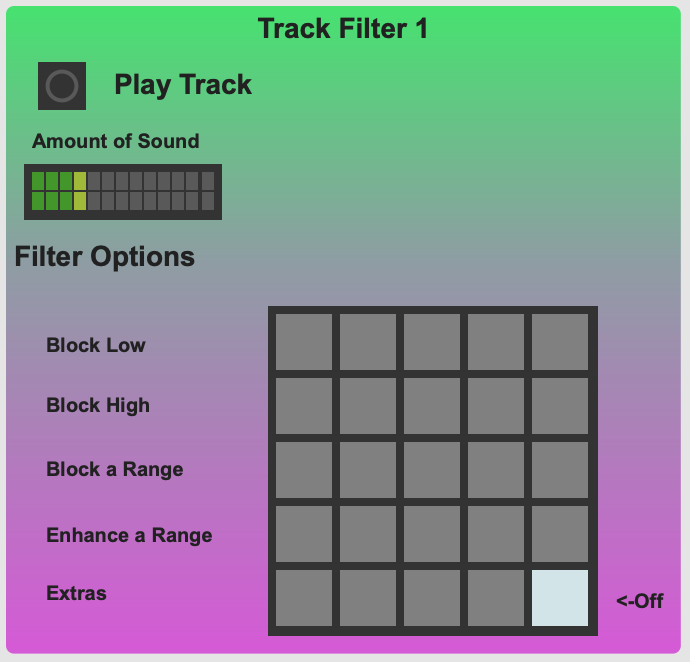 Track Filter 1
Play Track
Amount of Sound
Filter Options
Block Low
Block High
Block a Range
Enhance a Range
Extras
<-Off